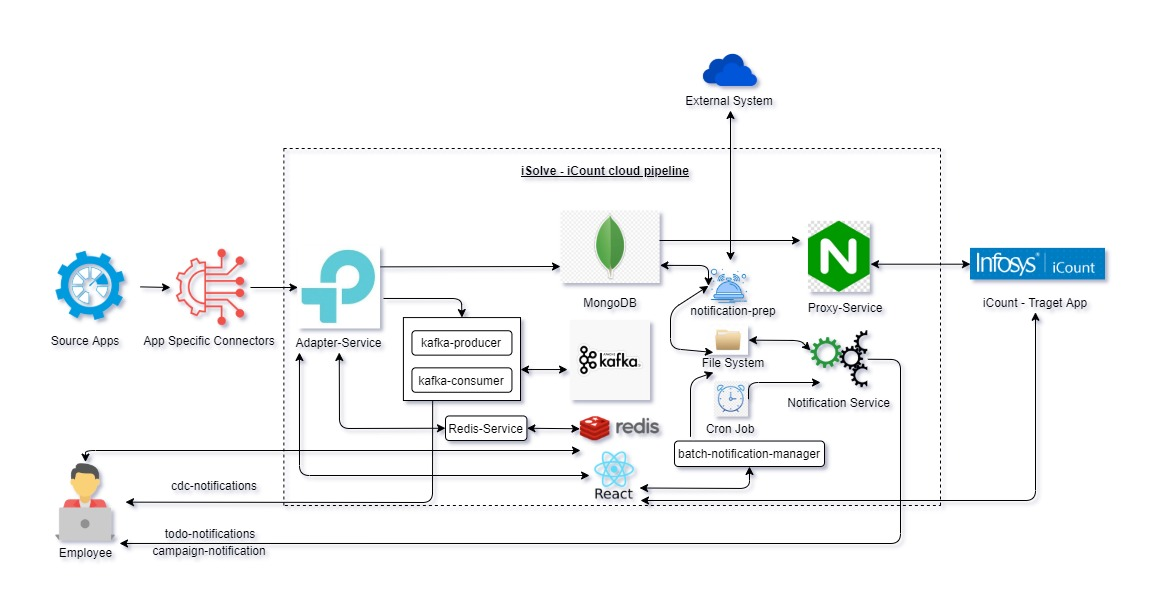 External System
iSolve - iCount cloud pipeline
Infosys | iCount
Source Apps
App Specific Connectors
Adapter-Service
MongoDB
notification-prep
Proxy-Service
iCount - Traget App
kafka-producer
kafka-consumer
APACHE
kafka
File System
Notification Service
Cron Job
Redis-Service
redis
batch-notification-manager
React
cdc-notifications
Employee
todo-notifications
campaign-notification